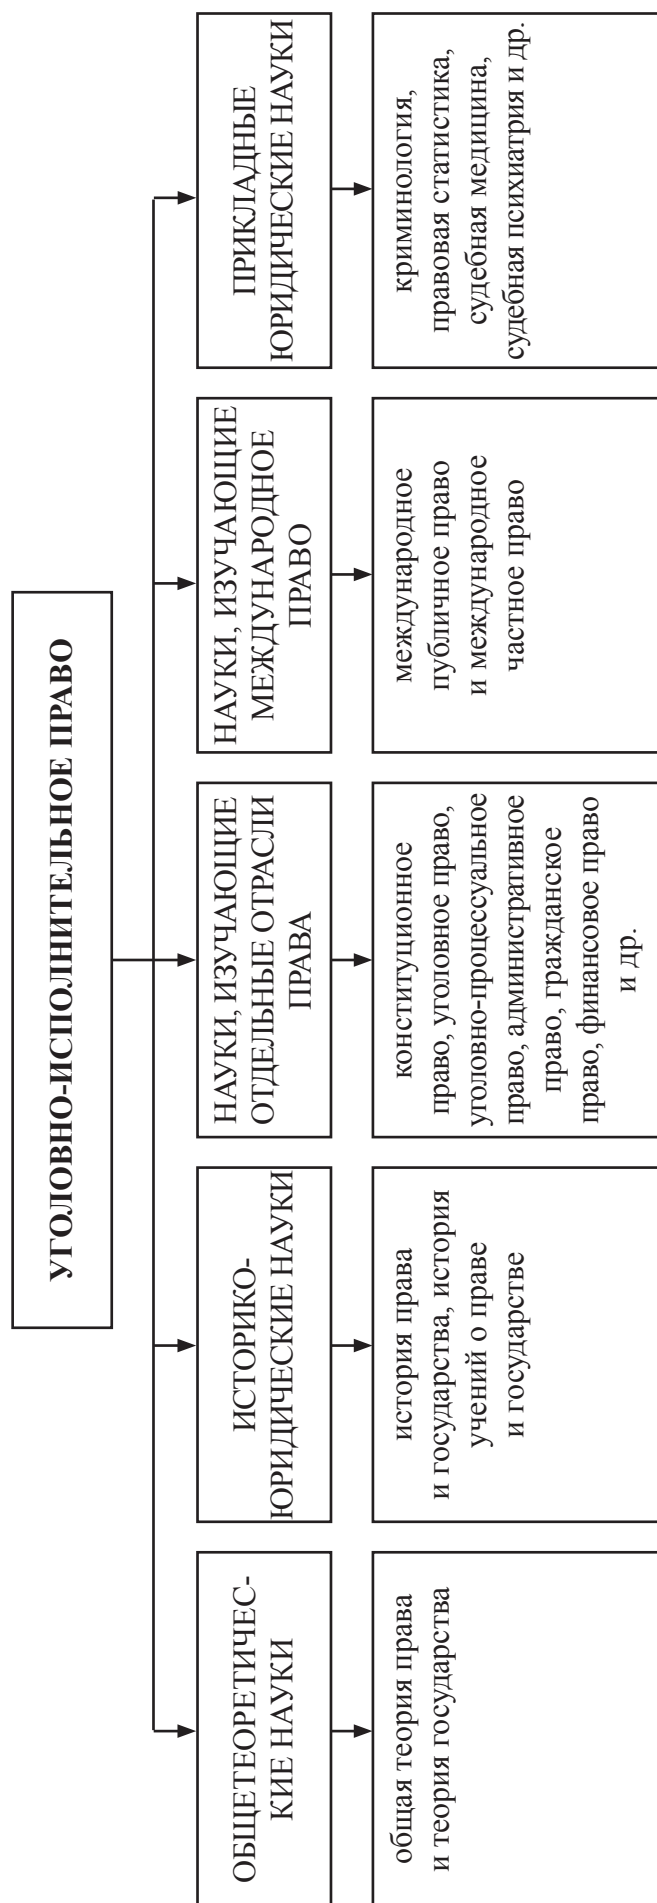 УГОЛОВНО-ИСПОЛНИТЕЛЬНОЕ ПРАВО
ОБЩЕТЕОРЕТИЧЕС-
КИЕ НАУКИ
общая теория права
и теория государства
ИСТОРИКО-
ЮРИДИЧЕСКИЕ НАУКИ
история права
и государства, история
учений о праве
и государстве
НАУКИ, ИЗУЧАЮЩИЕ
ОТДЕЛЬНЫЕ ОТРАСЛИ
ПРАВА
конституционное
право, уголовное право,
уголовно-процессуальное
право, административное
право, гражданское
право, финансовое право
и др.
НАУКИ, ИЗУЧАЮЩИЕ
МЕЖДУНАРОДНОЕ
ПРАВО
международное
публичное право
и международное
частное право
ПРИКЛАДНЫЕ
ЮРИДИЧЕСКИЕ НАУКИ
криминология,
правовая статистика,
судебная медицина,
судебная психиатрия и др.